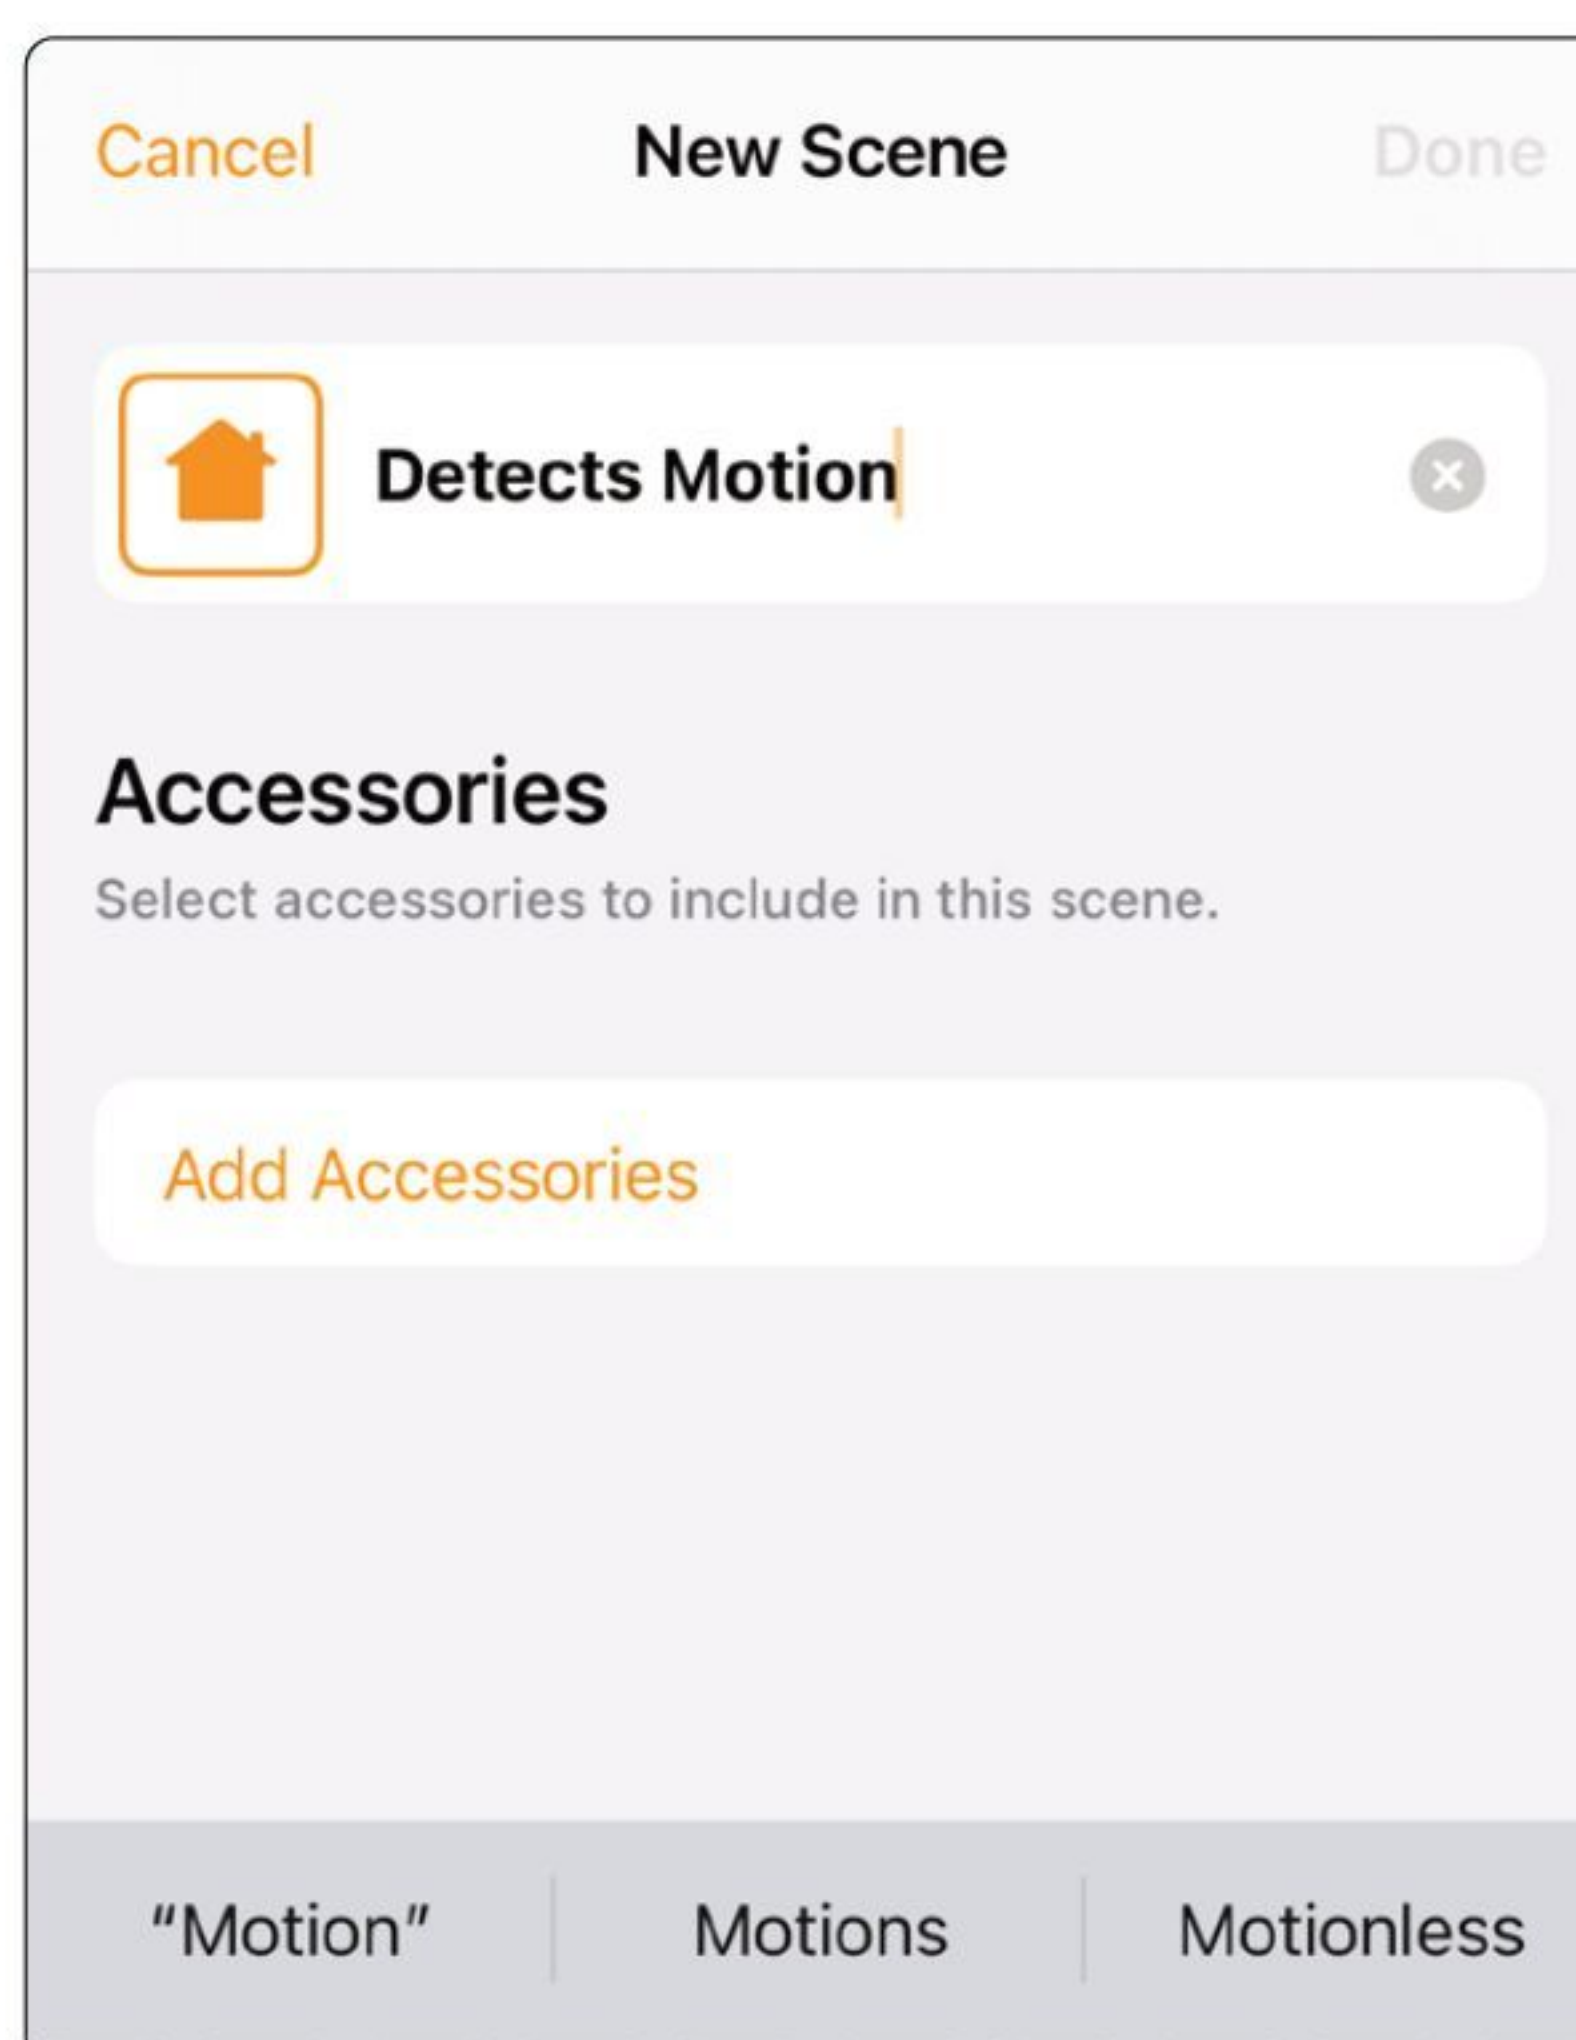 Cancel New Scene Done
Detects Motion
Accessories
Select accessories to include in this scene.
Add Accessories
“Motion” Motions Motionless